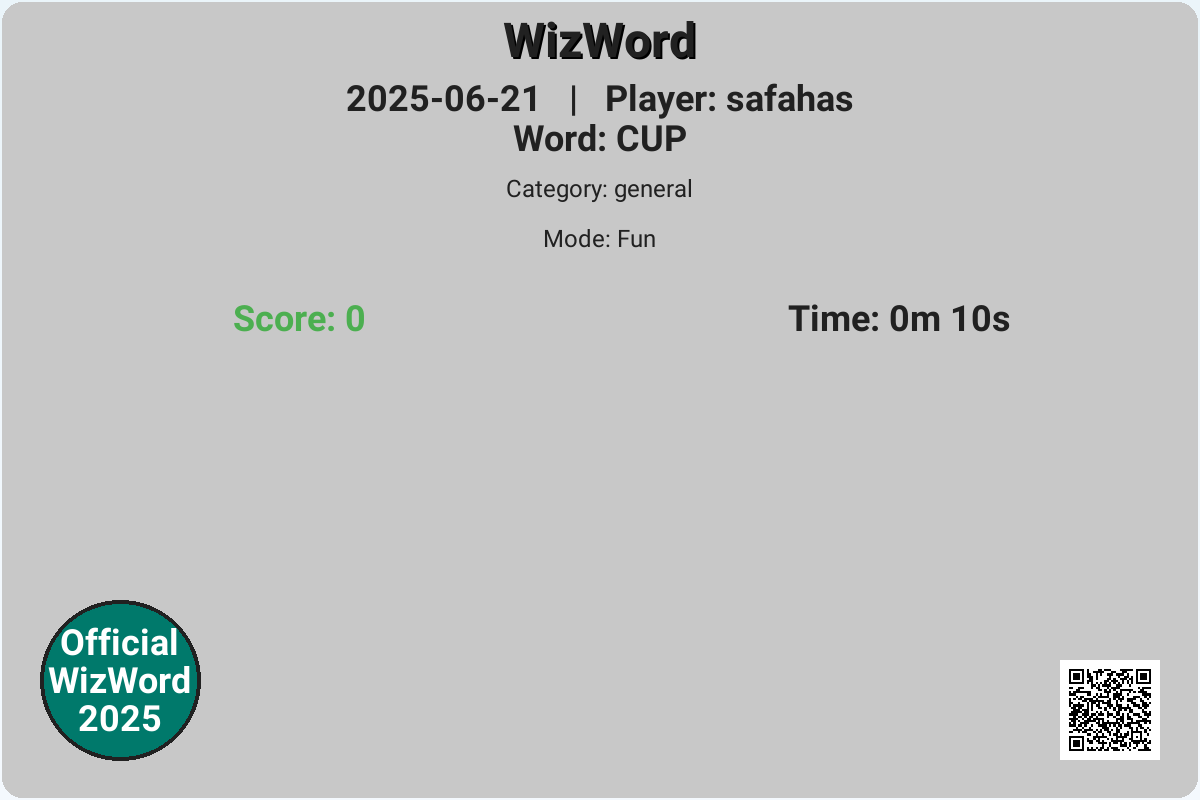 WizWord
2025-06-21 | Player: safahas
Word: CUP
Category: general
Mode: Fun
Score: 0 Time: 0m 10s
Official
WizWord
2025